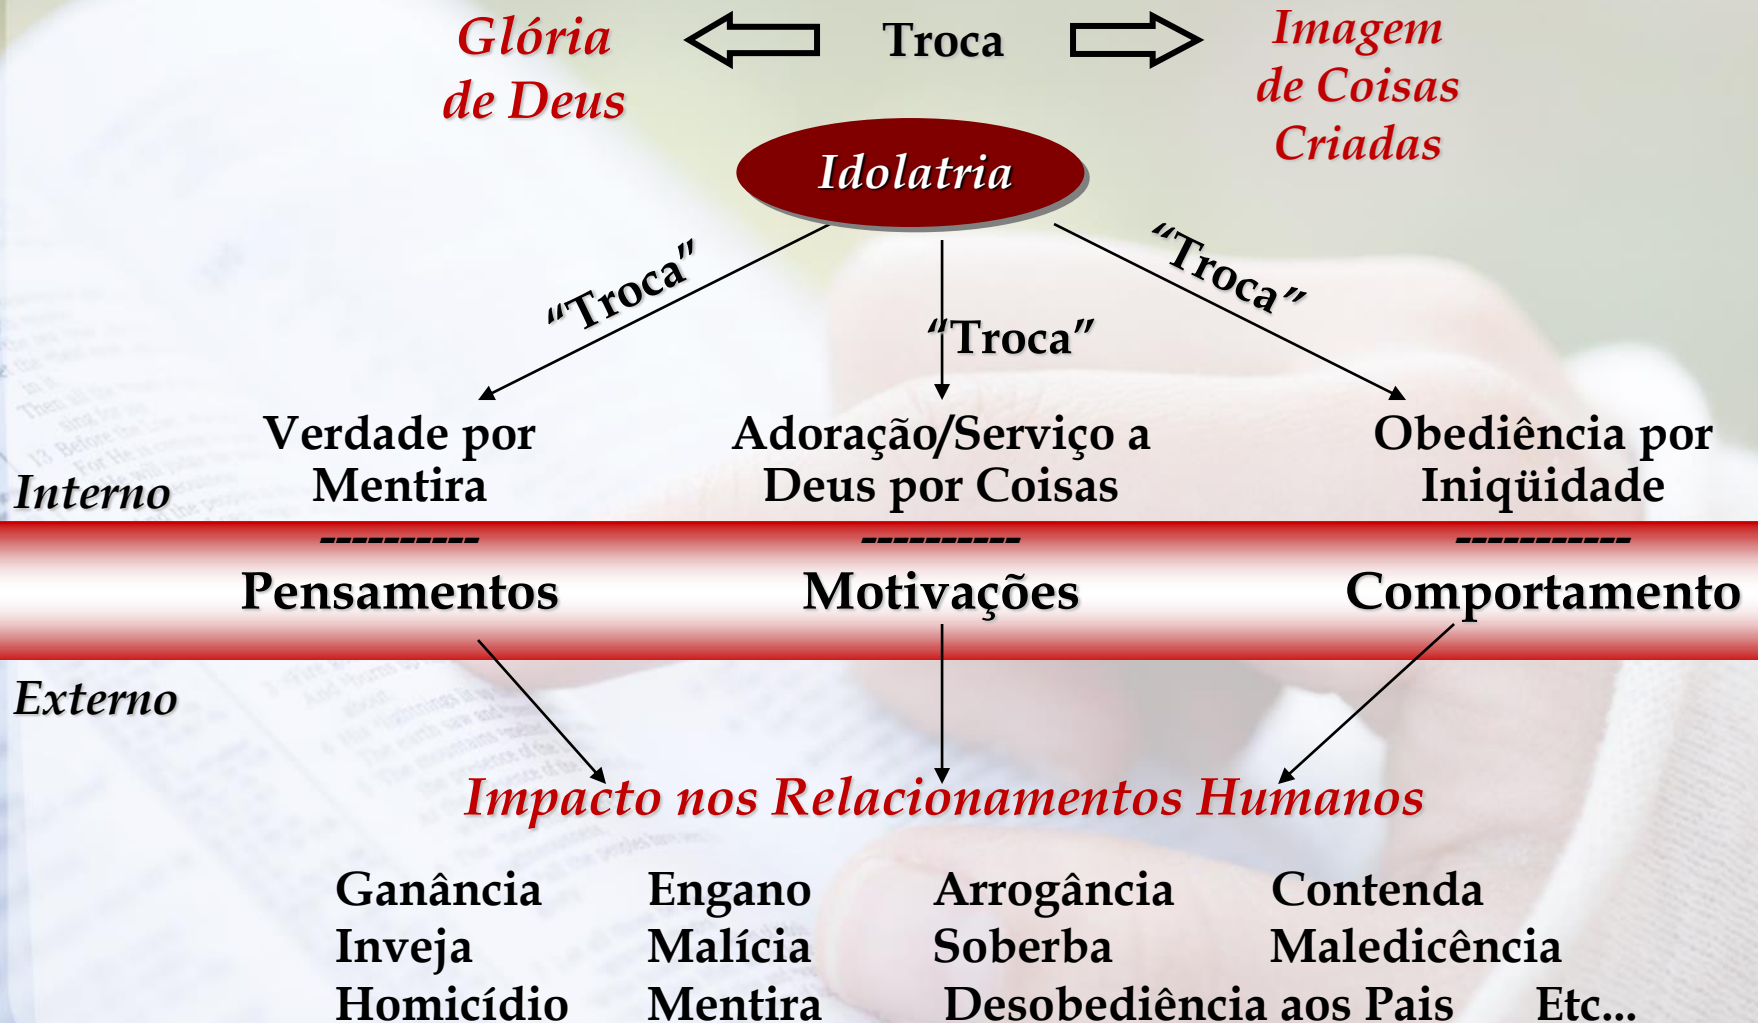 Glória
de Deus
Troca
Imagem
de Coisas
Criadas
Idolatria
“Troca”
“Troca”
“Troca”
Verdade por
Mentira
Adoração/Serviço a
Deus por Coisas
Obediência por
Iniqüidade
Interno
---------- ---------- -----------
Pensamentos Motivações Comportamento
Externo
Impacto nos Relacionamentos Humanos
Ganância Engano Arrogância Contenda
Inveja Malícia Soberba Maledicência
Homicídio Mentira Desobediência aos Pais Etc...